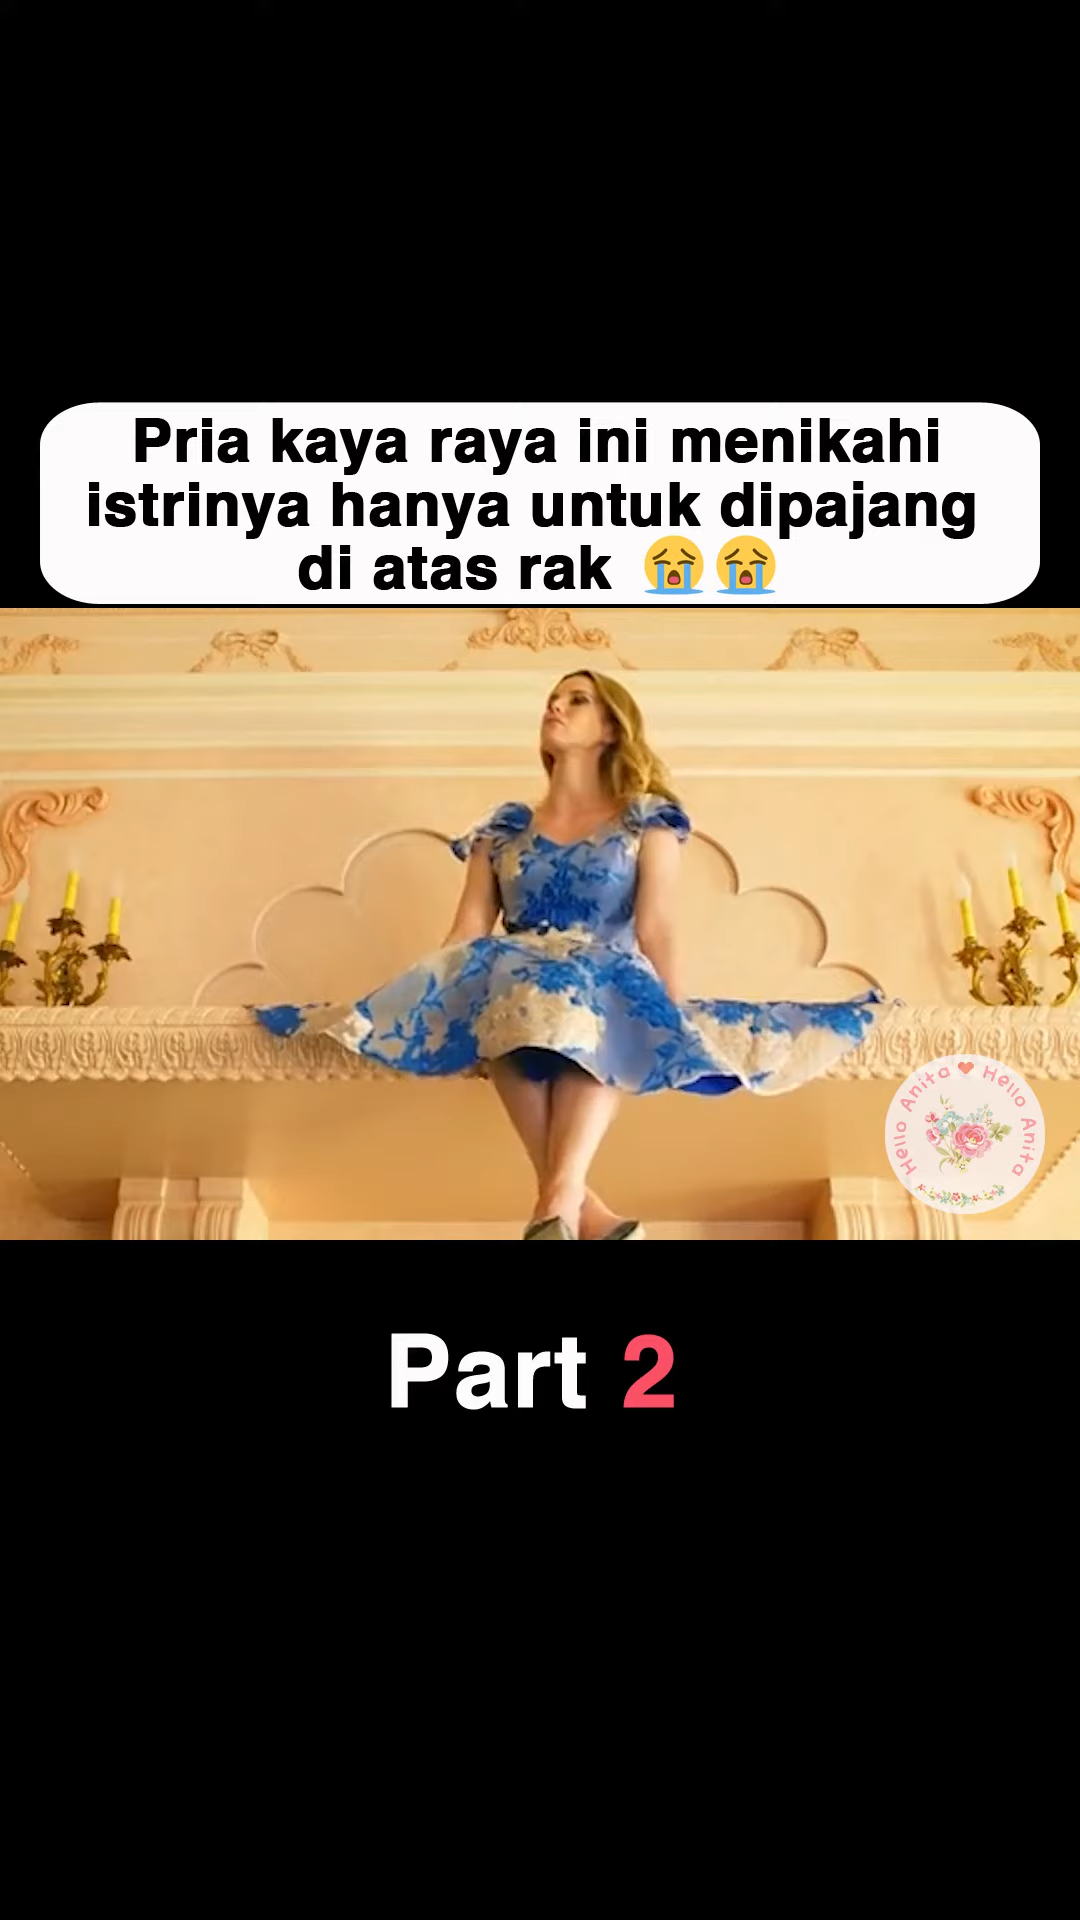 Pria kaya raya ini menikahi
istrinya hanya untuk dipajang
di atas rak 😭😭
Hello Anita ❤ Hello Anita
Part 2